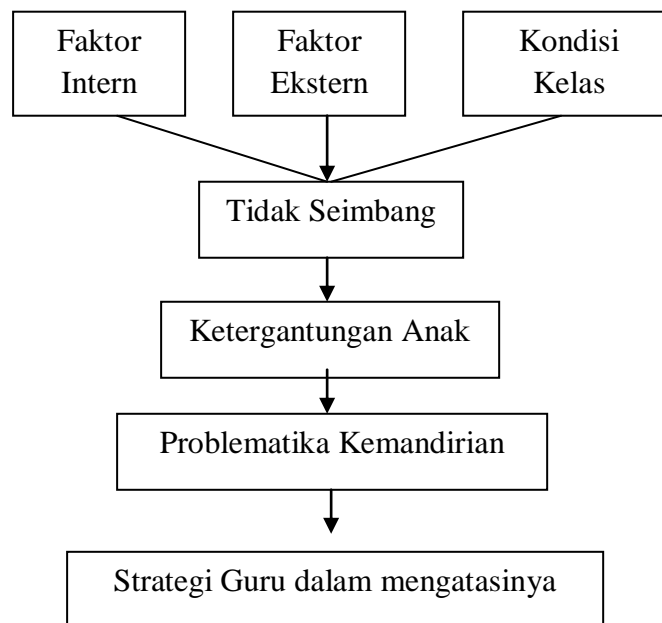 Faktor
Intern
Faktor
Ekstern
Kondisi
Kelas
Tidak Seimbang
Ketergantungan Anak
Problematika Kemandirian
Strategi Guru dalam mengatasinya